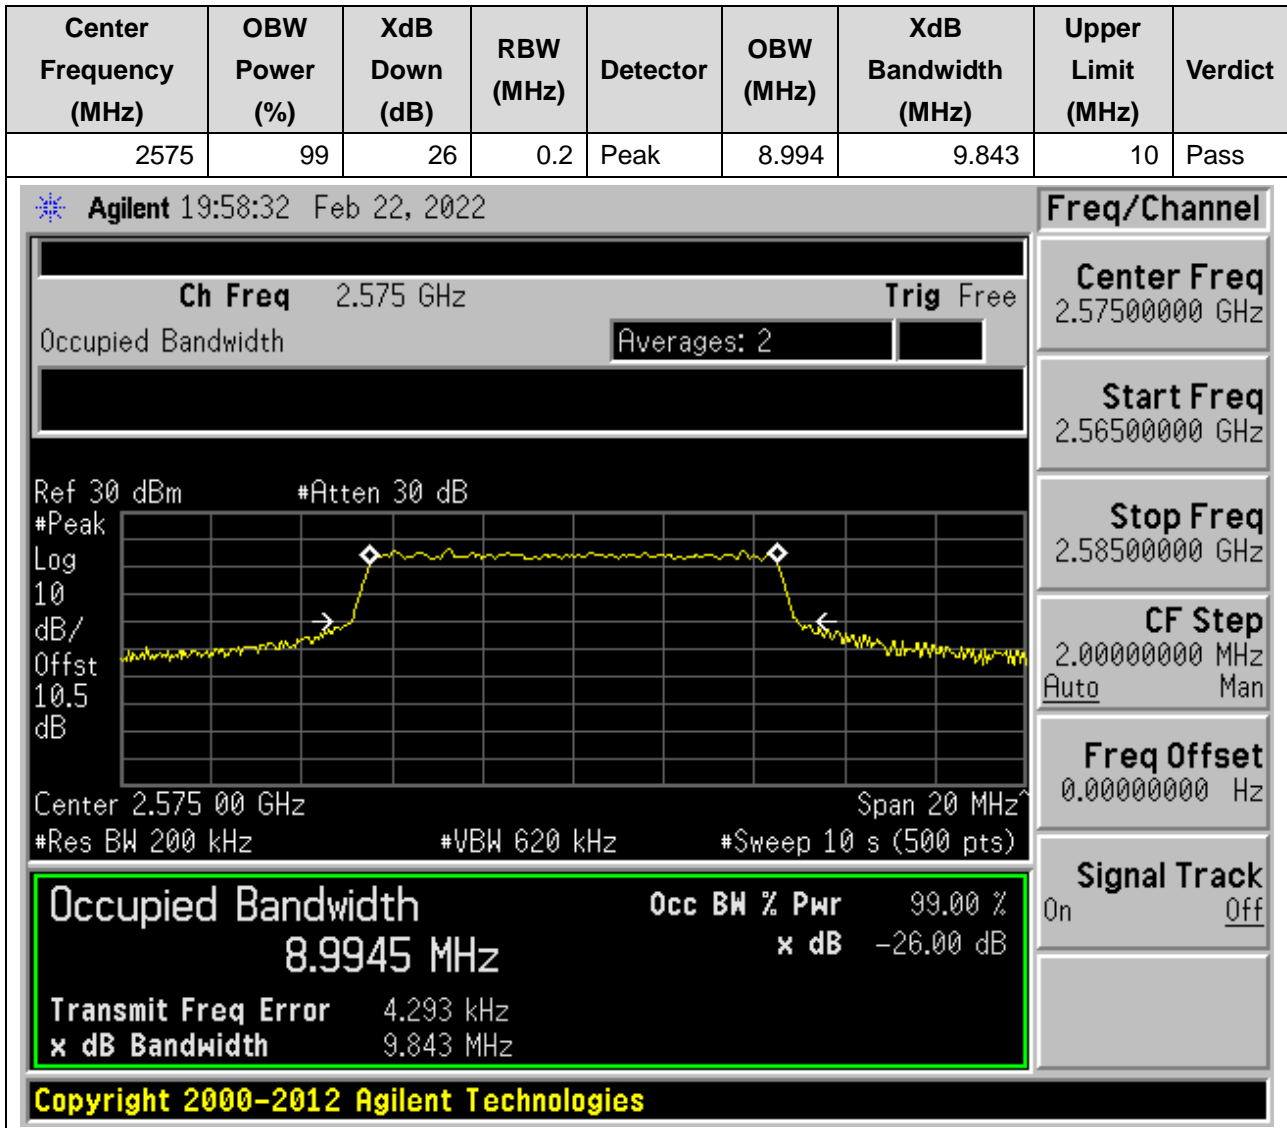 Center Frequency (MHz) OBW Power (%) XdB Down (dB) RBW (MHz) Detector OBW (MHz) XdB Bandwidth (MHz) Upper Limit (MHz) Verdict
2575 99 26 0.2 Peak 8.994 9.843 10 Pass
Agilent 19:58:32 Feb 22, 2022
Freq/Channel
Ch Freq 2.575 GHz Trig Free
Occupied Bandwidth Averages: 2
Ref 30 dBm #Atten 30 dB
#Peak
Log
10
dB/
Offst
10.5
dB
Center 2.575 00 GHz Span 20 MHz^
#Res BW 200 kHz #VBW 620 kHz #Sweep 10 s (500 pts)
Occupied Bandwidth Occ BW % Pwr 99.00 %
8.9945 MHz x dB -26.00 dB
Transmit Freq Error 4.293 kHz
x dB Bandwidth 9.843 MHz
Center Freq
2.57500000 GHz
Start Freq
2.56500000 GHz
Stop Freq
2.58500000 GHz
CF Step
2.00000000 MHz
Auto Man
Freq Offset
0.00000000 Hz
Signal Track
On Off
Copyright 2000-2012 Agilent Technologies